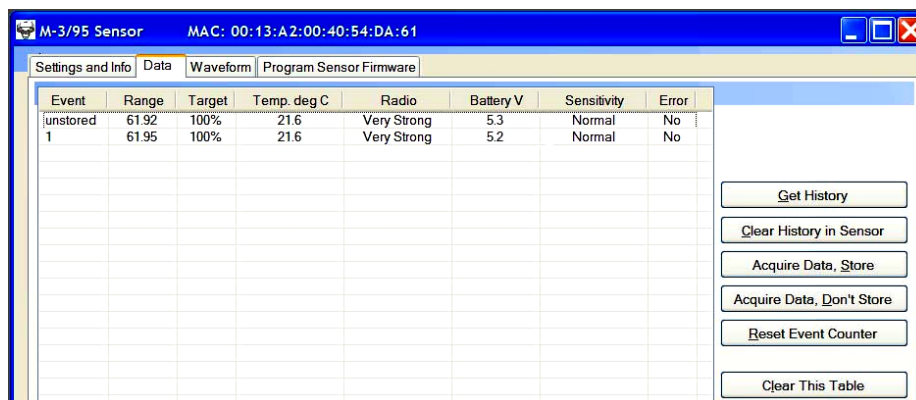 M-3/95 Sensor MAC: 00:13:A2:00:40:54:DA:61
Settings and Info Data Waveform Program Sensor Firmware
Event Range Target Temp. deg C Radio Battery V Sensitivity Error
unstored 61.92 100% 21.6 Very Strong 5.3 Normal No
1 61.95 100% 21.6 Very Strong 5.2 Normal No
Get History
Clear History in Sensor
Acquire Data, Store
Acquire Data, Don't Store
Reset Event Counter
Clear This Table